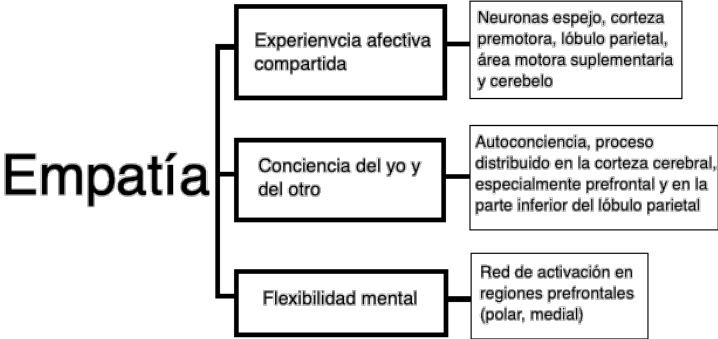 Empatía
Experienvcia afectiva
compartida
Neuronas espejo, corteza
premotora, lóbulo parietal,
área motora suplementaria
y cerebelo
Conciencia del yo y
del otro
Autoconciencia, proceso
distribuido en la corteza cerebral,
especialmente prefrontal y en la
parte inferior del lóbulo parietal
Flexibilidad mental
Red de activación en
regiones prefrontales
(polar, medial)